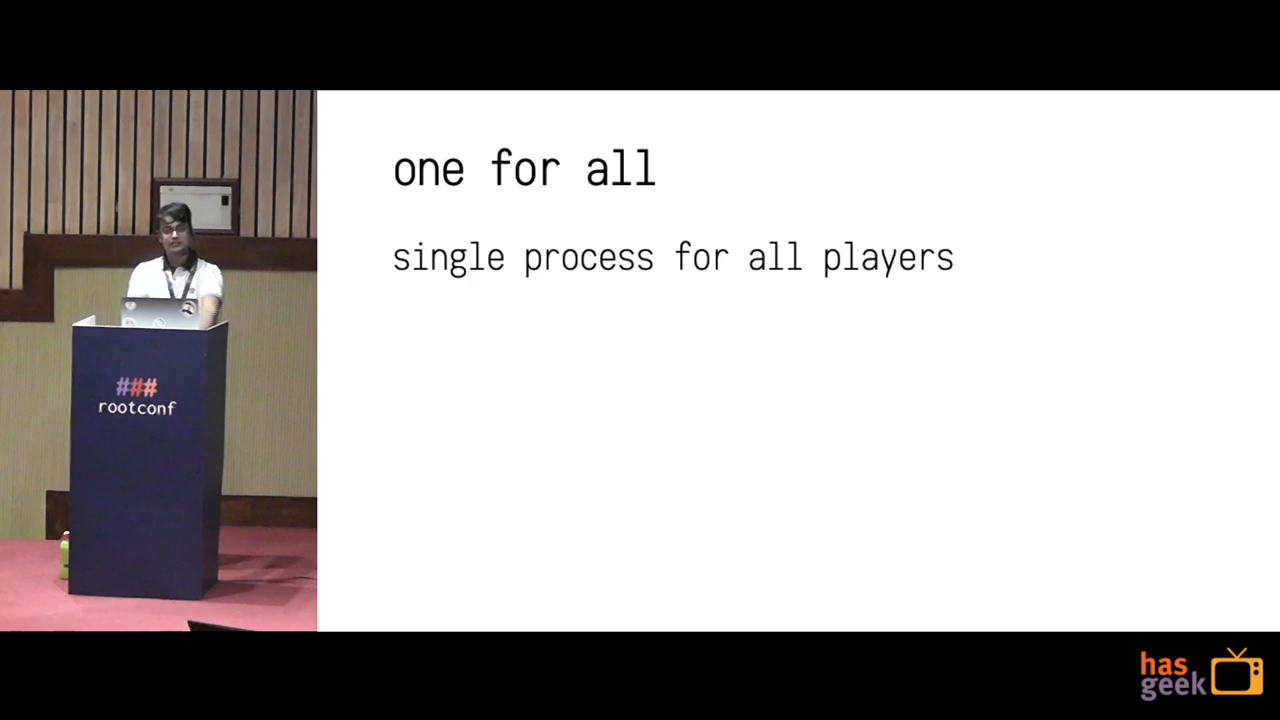 one for all
single process for all players
###
rootconf
has
geek